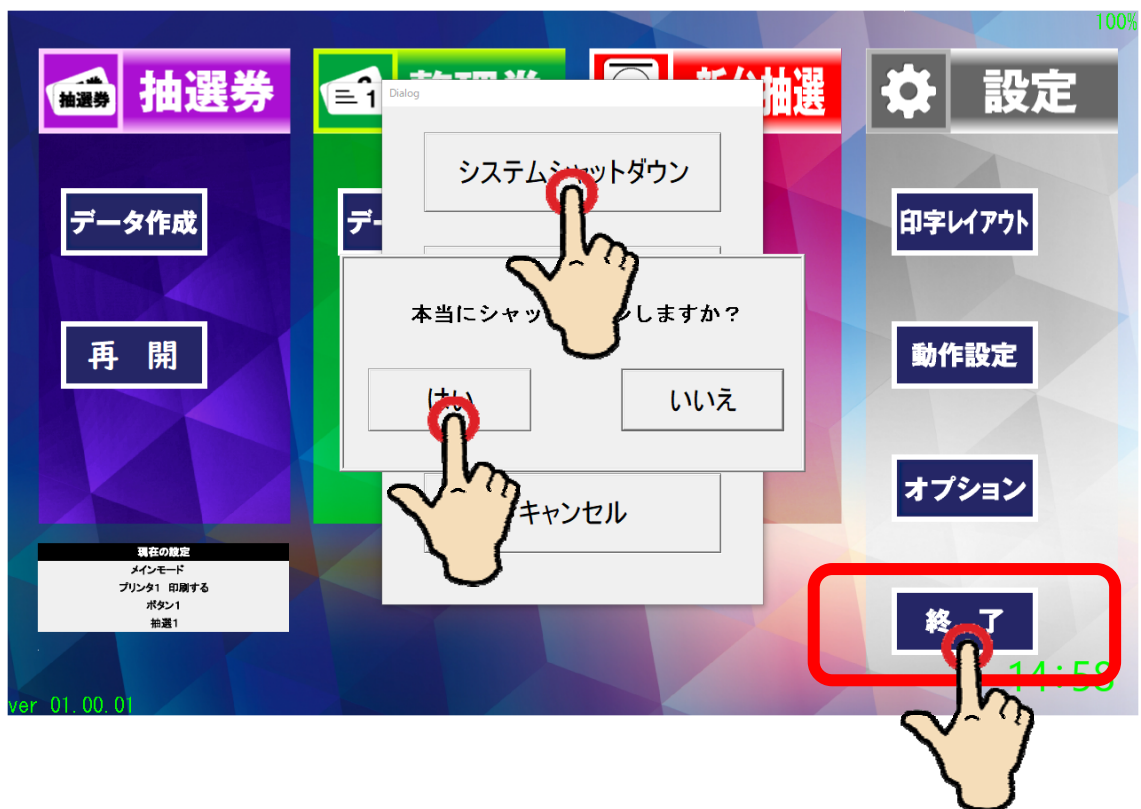 100%
抽選券
抽選券
1
抽選
設定
Dialog
システムシャットダウン
データ作成
デー
印字レイアウト
本当にシャッ
しますか？
再 開
動作設定
はい
いいえ
オプション
キャンセル
現在の設定
メインモード
プリンタ1 印刷する
ボタン1
抽選1
終 了
14:58
ver 01.00.01